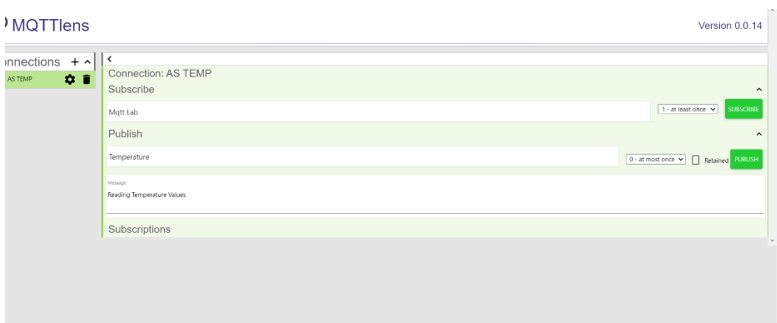 MQTTlens
Version 0.0.14
nnections
AS TEMP
Connection: AS TEMP
Subscribe
Mqtt Lab
1 - at least once
SUBSCRIBE
Publish
Temperature
0 - at most once
Retained
PUBLISH
Message
Reading Temperature Values
Subscriptions